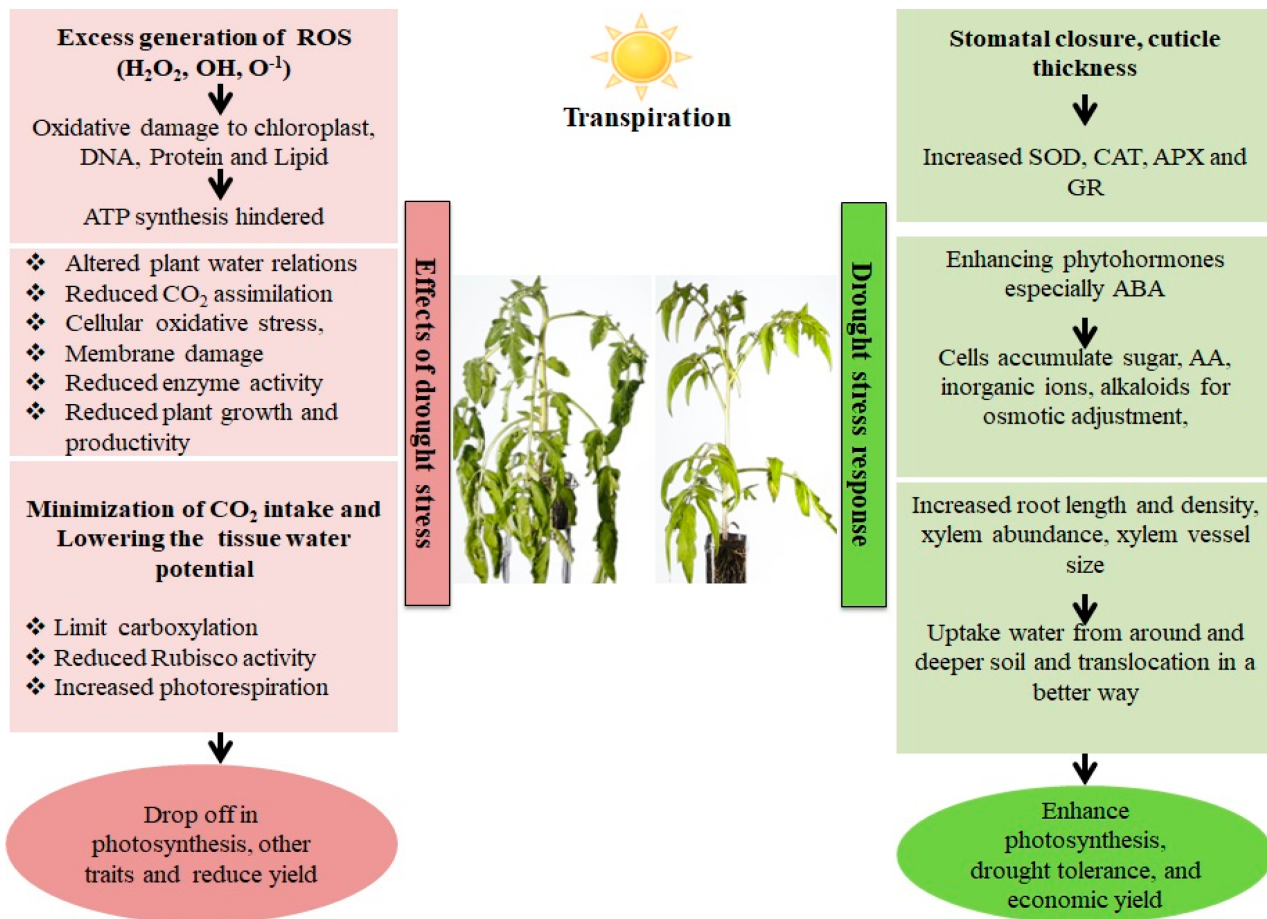 Excess generation of ROS
(H₂O₂, OH, O⁻¹)
Oxidative damage to chloroplast,
DNA, Protein and Lipid
ATP synthesis hindered
❖ Altered plant water relations
❖ Reduced CO₂ assimilation
❖ Cellular oxidative stress,
❖ Membrane damage
❖ Reduced enzyme activity
❖ Reduced plant growth and
productivity
Minimization of CO₂ intake and
Lowering the tissue water
potential
❖ Limit carboxylation
❖ Reduced Rubisco activity
❖ Increased photorespiration
Drop off in
photosynthesis, other
traits and reduce yield
Effects of drought stress
Transpiration
Drought stress response
Stomatal closure, cuticle
thickness
Increased SOD, CAT, APX and
GR
Enhancing phytohormones
especially ABA
Cells accumulate sugar, AA,
inorganic ions, alkaloids for
osmotic adjustment,
Increased root length and density,
xylem abundance, xylem vessel
size
Uptake water from around and
deeper soil and translocation in a
better way
Enhance
photosynthesis,
drought tolerance, and
economic yield